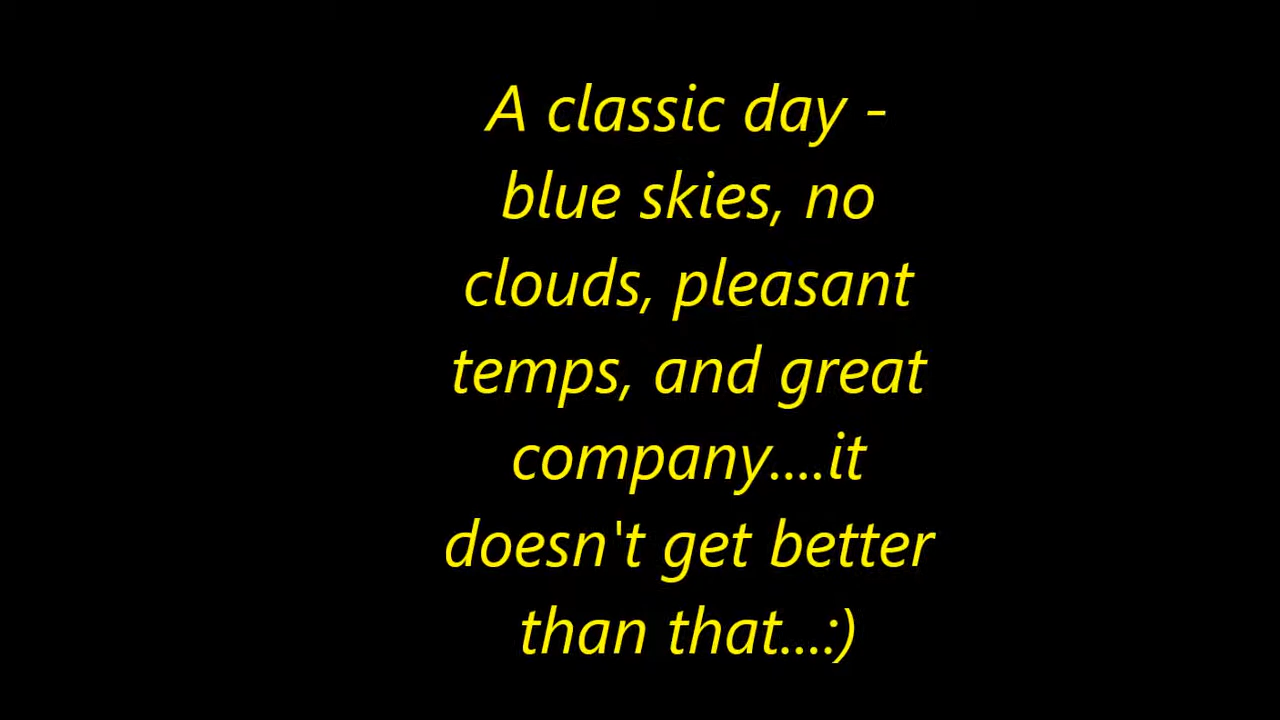 A classic day -
blue skies, no
clouds, pleasant
temps, and great
company....it
doesn't get better
than that...:)